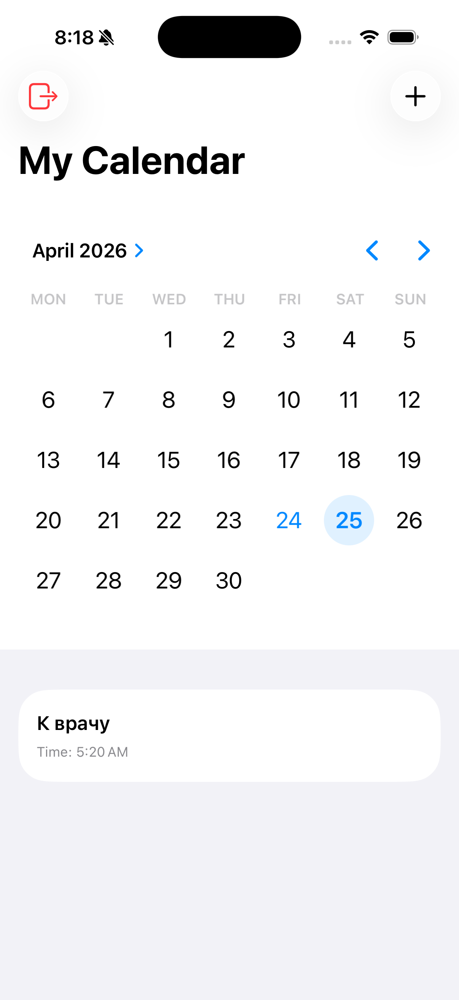 8:18
My Calendar
April 2026
MON TUE WED THU FRI SAT SUN
1 2 3 4 5
6 7 8 9 10 11 12
13 14 15 16 17 18 19
20 21 22 23 24 25 26
27 28 29 30
К врачу
Time: 5:20 AM